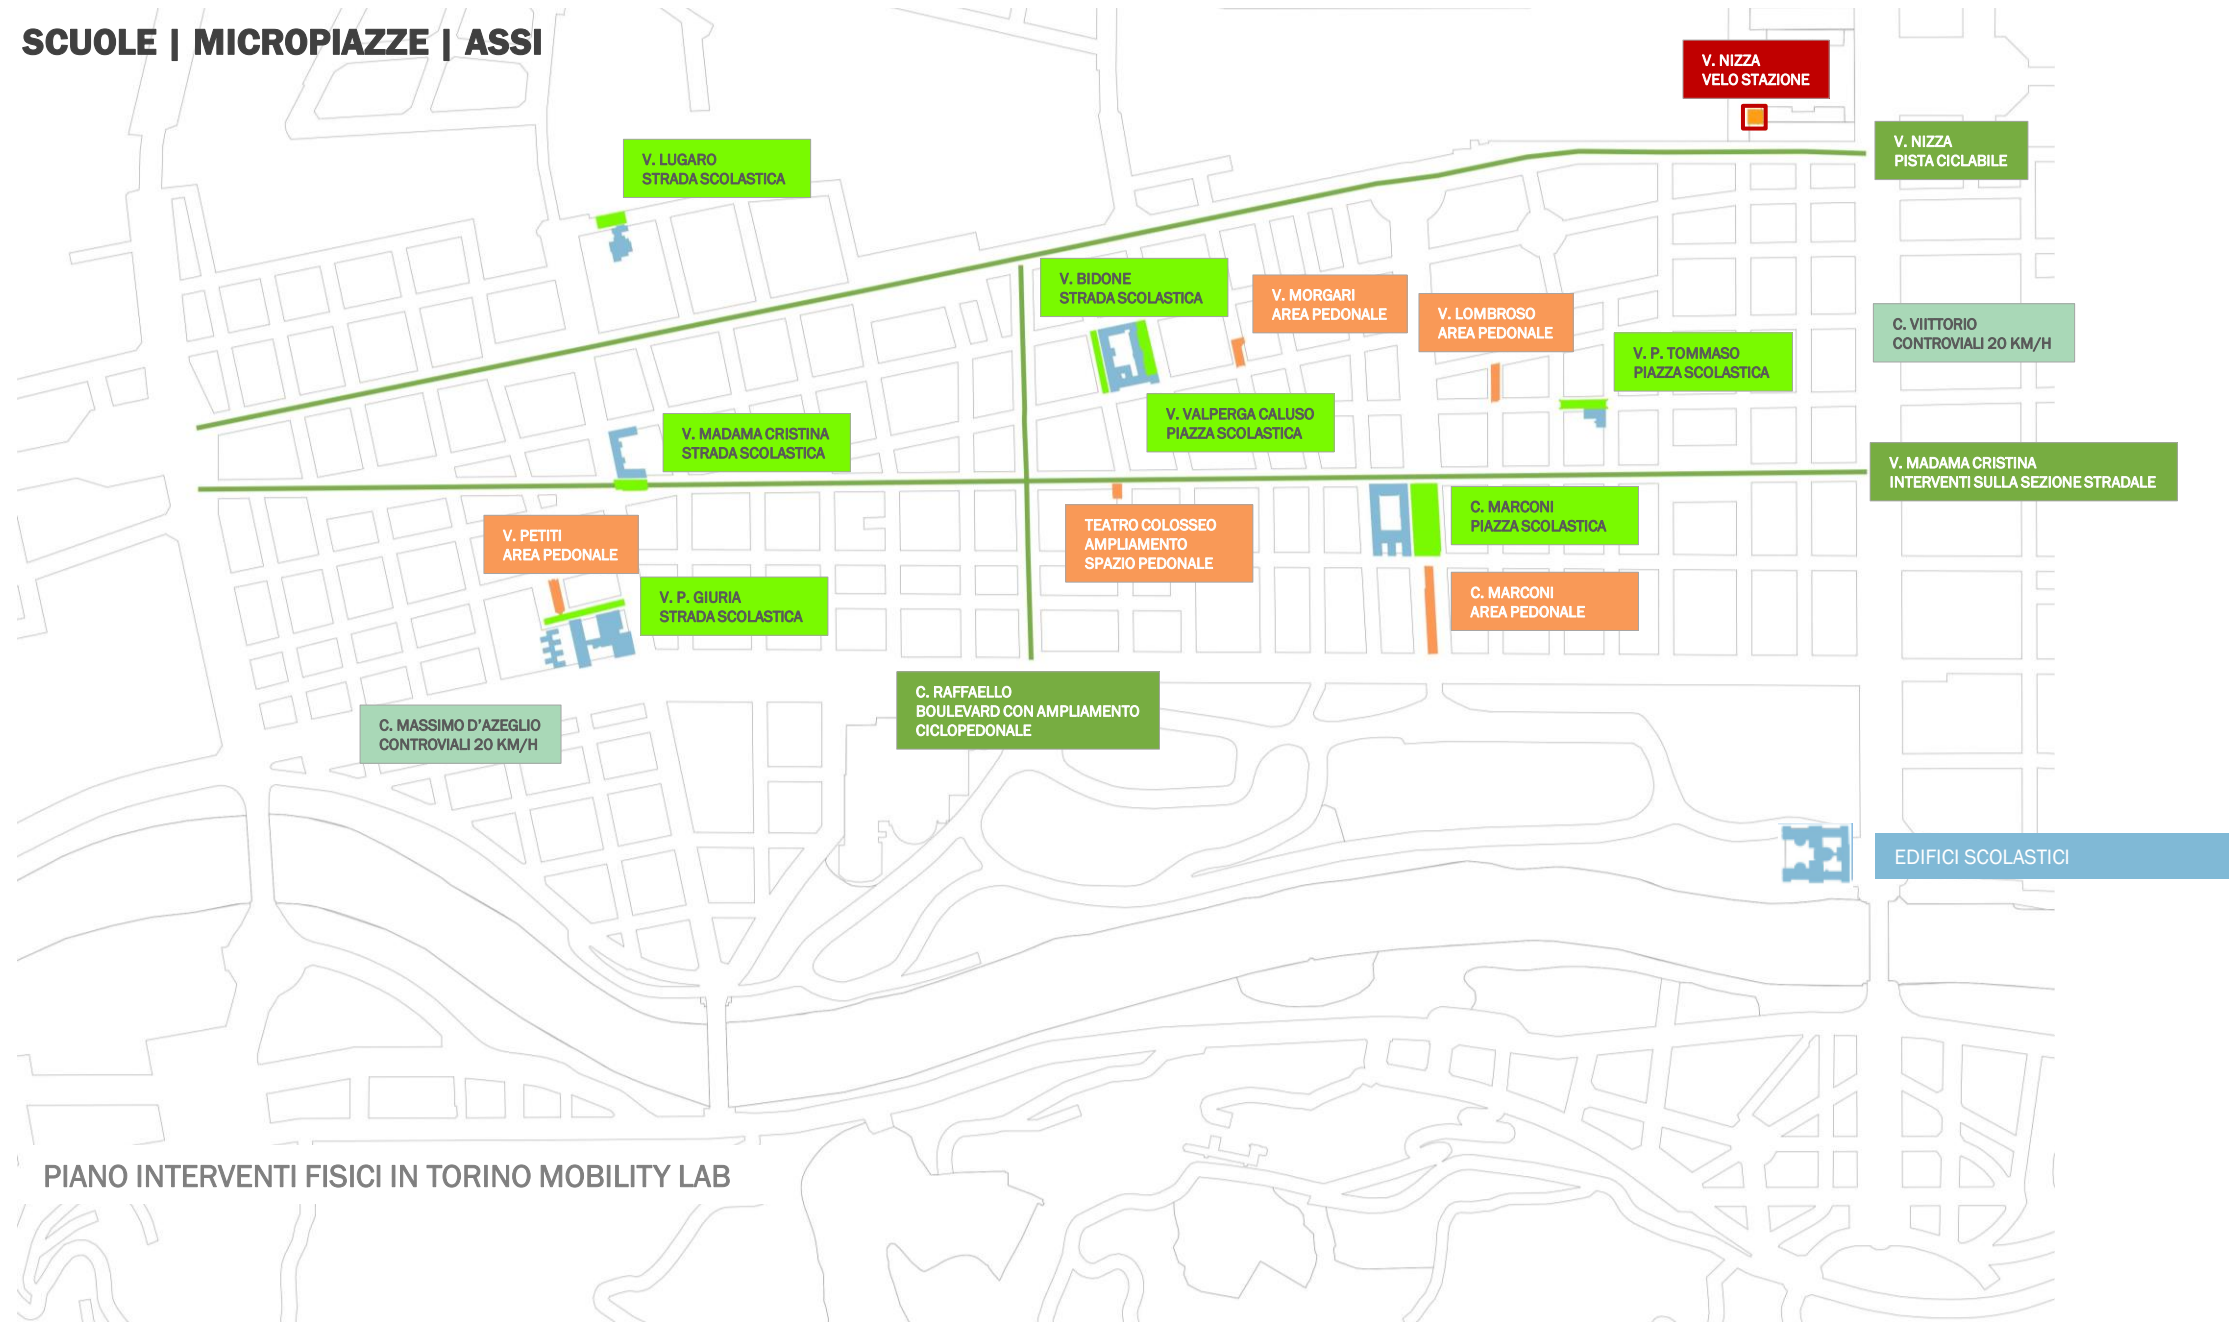 SCUOLE | MICROPIAZZE | ASSI
V. NIZZA
VELO STAZIONE
V. NIZZA
PISTA CICLABILE
V. LUGARO
STRADA SCOLASTICA
V. BIDONE
STRADA SCOLASTICA
V. MORGARI
AREA PEDONALE
V. LOMBROSO
AREA PEDONALE
C. VIITTORIO
CONTROVIALI 20 KM/H
V. P. TOMMASO
PIAZZA SCOLASTICA
V. VALPERGA CALUSO
PIAZZA SCOLASTICA
V. MADAMA CRISTINA
STRADA SCOLASTICA
V. MADAMA CRISTINA
INTERVENTI SULLA SEZIONE STRADALE
C. MARCONI
PIAZZA SCOLASTICA
TEATRO COLOSSEO
AMPLIAMENTO
SPAZIO PEDONALE
V. PETITI
AREA PEDONALE
C. MARCONI
AREA PEDONALE
V. P. GIURIA
STRADA SCOLASTICA
C. RAFFAELLO
BOULEVARD CON AMPLIAMENTO
CICLOPEDONALE
C. MASSIMO D'AZEGLIO
CONTROVIALI 20 KM/H
EDIFICI SCOLASTICI
PIANO INTERVENTI FISICI IN TORINO MOBILITY LAB